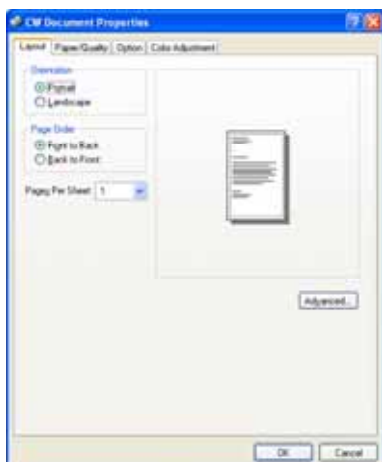 CW Document Properties
Layout Paper/Quality Option Color Adjustment
Orientation
Portrait
Landscape
Page Order
Front to Back
Back to Front
Pages Per Sheet 1
Advanced...
OK Cancel